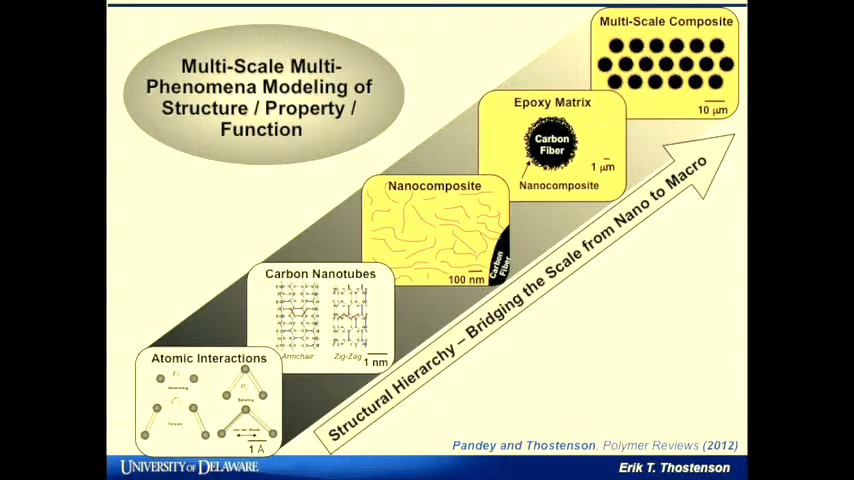 Multi-Scale Multi-
Phenomena Modeling of
Structure / Property /
Function
Multi-Scale Composite
10 µm
Epoxy Matrix
Carbon
Fiber
1 µm
Nanocomposite
Nanocomposite
Carbon
Fiber
100 nm
Carbon Nanotubes
Armchair
Zig-Zag
1 nm
Atomic Interactions
1 Å
Structural Hierarchy – Bridging the Scale from Nano to Macro
Pandey and Thostenson, Polymer Reviews (2012)
UNIVERSITY OF DELAWARE
Erik T. Thostenson